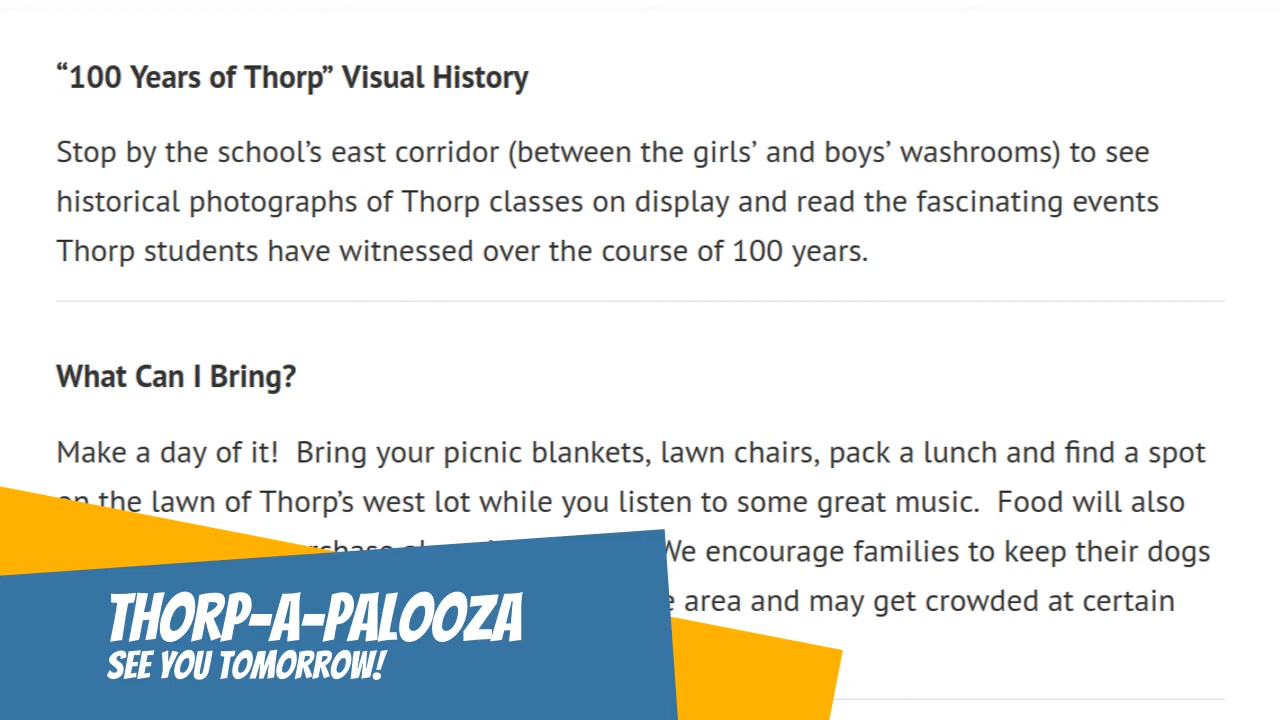 “100 Years of Thorp” Visual History
Stop by the school’s east corridor (between the girls’ and boys’ washrooms) to see
historical photographs of Thorp classes on display and read the fascinating events
Thorp students have witnessed over the course of 100 years.
What Can I Bring?
Make a day of it!  Bring your picnic blankets, lawn chairs, pack a lunch and find a spot
on the lawn of Thorp’s west lot while you listen to some great music.  Food will also
We encourage families to keep their dogs
area and may get crowded at certain
THORP-A-PALOOZA
SEE YOU TOMORROW!